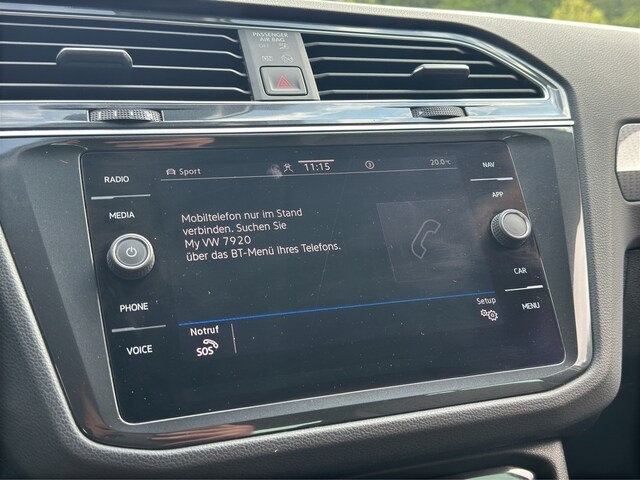 PASSENGER
AIR BAG
RADIO
MEDIA
PHONE
VOICE
Sport
11:15
20.0°C
Mobiltelefon nur im Stand
verbinden. Suchen Sie
My VW 7920
über das BT-Menü Ihres Telefons.
Notruf
SOS
Setup
NAV
APP
CAR
MENU